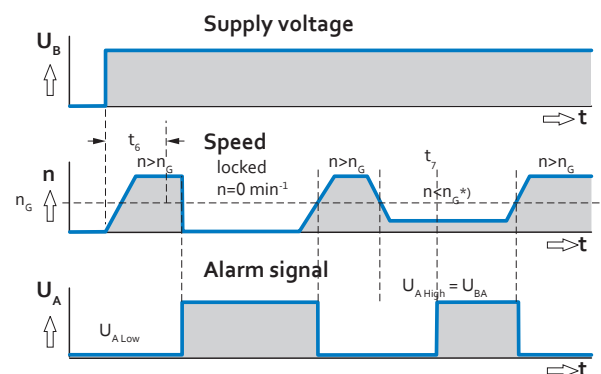 Supply voltage
U_B
t
t_6
Speed
n>n_G
locked
n=0 min⁻¹
n>n_G
t_7
n<n_G*)
n>n_G
n
n_G
t
Alarm signal
U_A
U_A High = U_BA
U_A Low
t